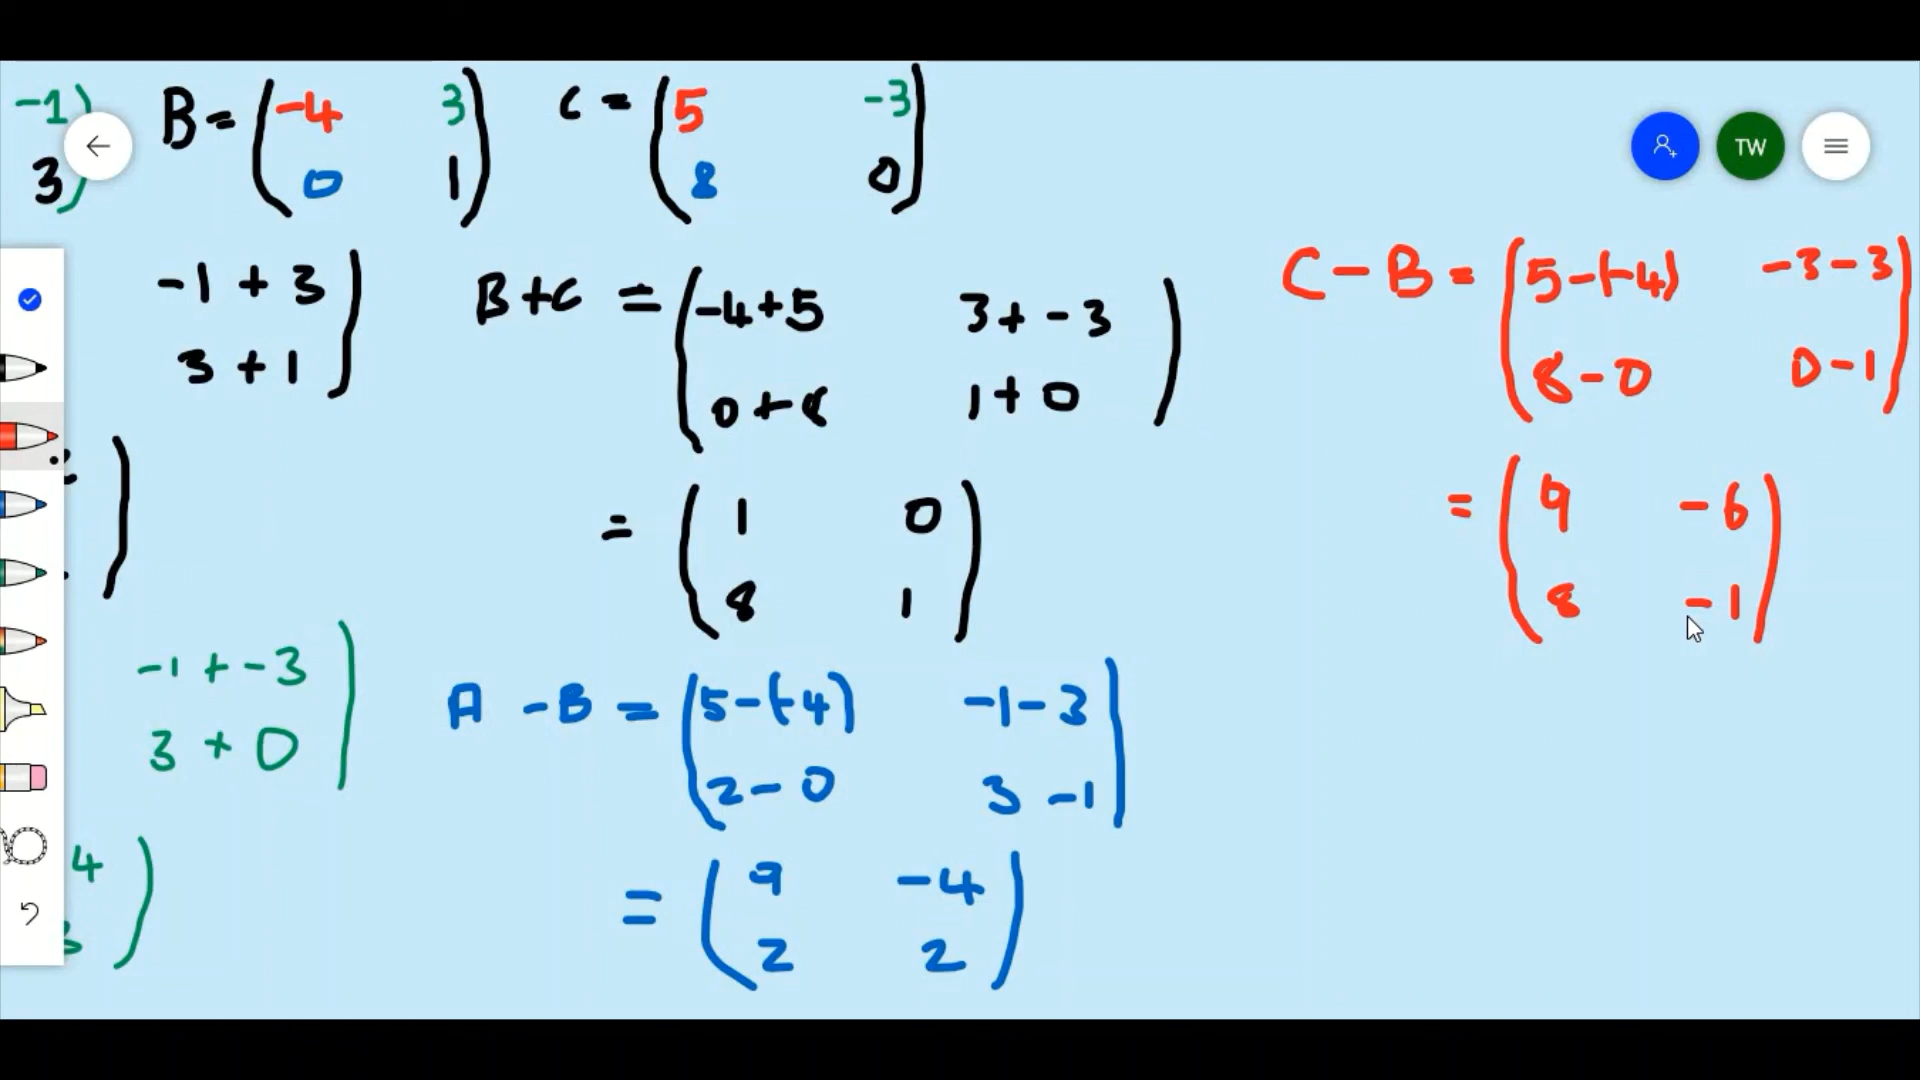 -1) B = (-4 3) C = (5 -3)
3) (0 1) (8 0)
TW
-1 + 3)
3 + 1)
B + C = (-4+5 3 + -3)
(0+8 1+0)
= (1 0)
(8 1)
C - B = (5-(-4) -3-3)
(8-0 0-1)
= (9 -6)
(8 -1)
-1 + -3)
3 + 0)
A - B = (5-(-4) -1-3)
(2-0 3-1)
4)
= (9 -4)
(2 2)